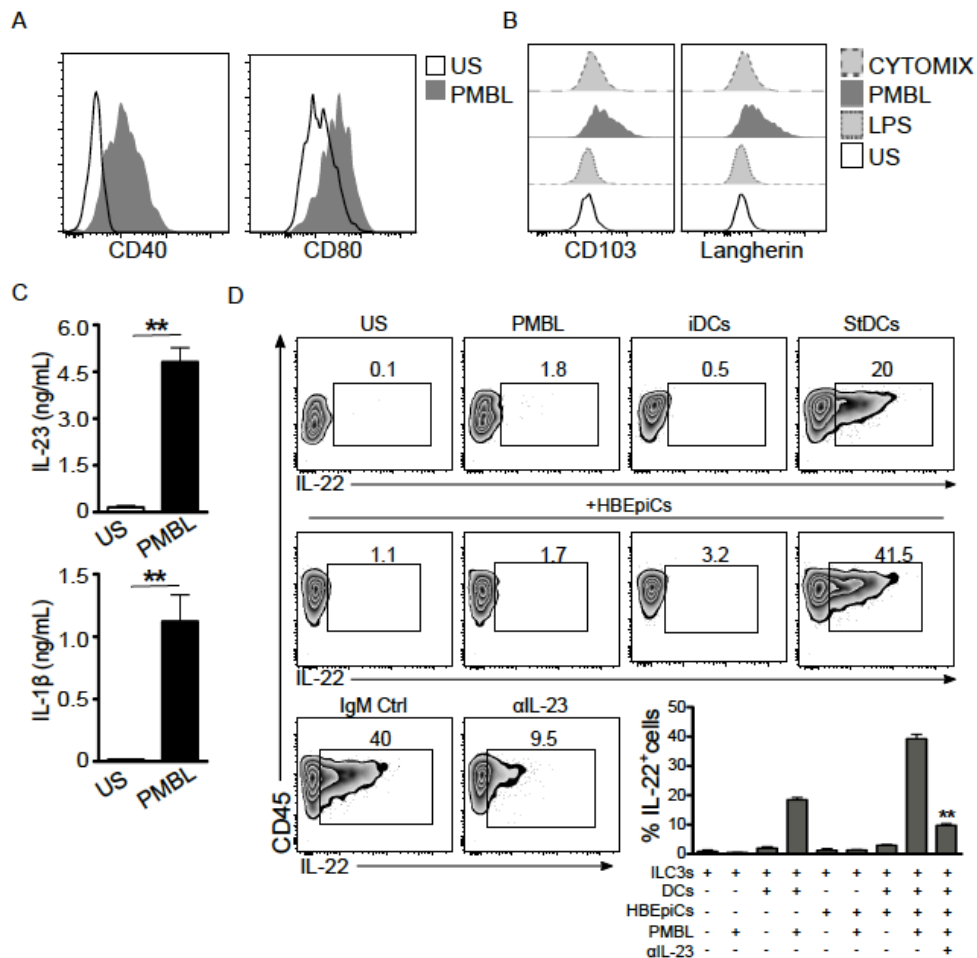 A
B
US
PMBL
CD40
CD80
CYTOMIX
PMBL
LPS
US
CD103
Langherin
C
D
6.0
4.5
3.0
1.5
0
**
IL-23 (ng/mL)
US
PMBL
1.5
1.0
0.5
0
**
IL-1β (ng/mL)
US
PMBL
US
PMBL
iDCs
StDCs
0.1
1.8
0.5
20
IL-22
+HBEpiCs
1.1
1.7
3.2
41.5
IL-22
IgM Ctrl
αIL-23
40
9.5
CD45
IL-22
50
40
30
20
10
0
% IL-22+cells
**
ILC3s + + + + + + + + +
DCs - - + + - - + + +
HBEpiCs - - - - + + + + +
PMBL - + - + - + - + +
αIL-23 - - - - - - - - +